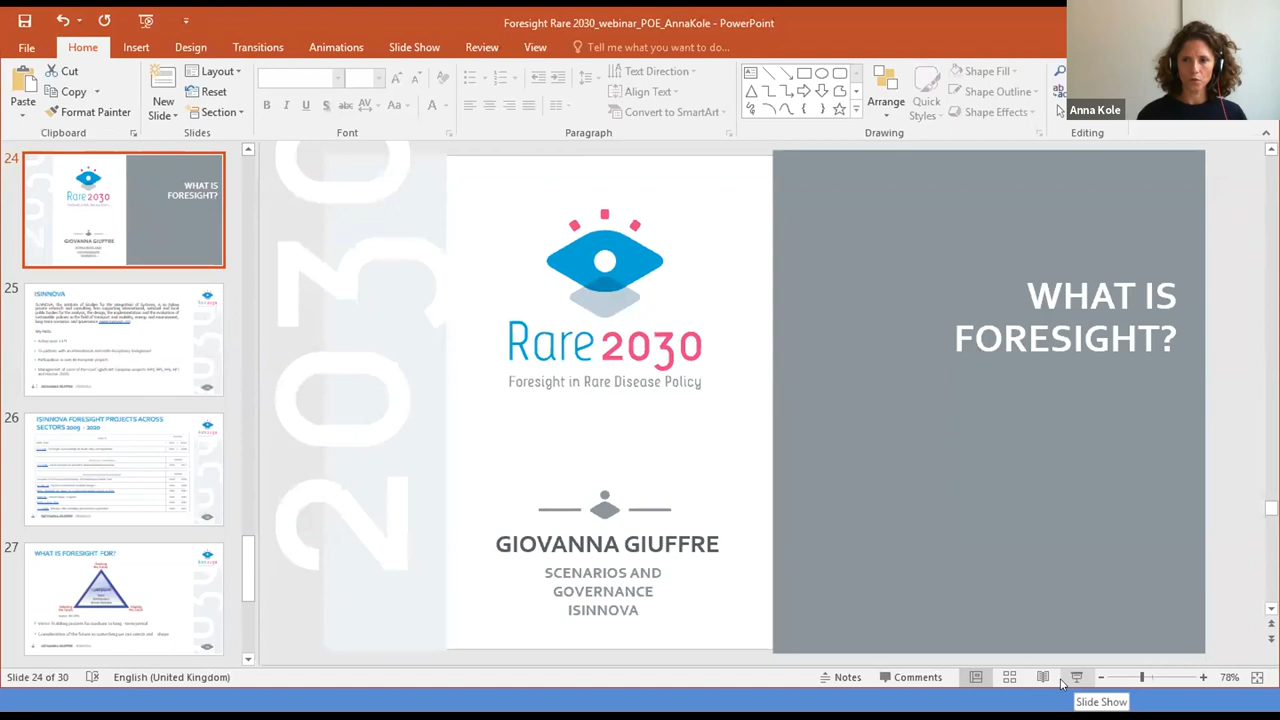 Foresight Rare 2030_webinar_POE_AnnaKole - PowerPoint
File Home Insert Design Transitions Animations Slide Show Review View Tell me what you want to do...
Paste
Cut
Copy
Format Painter
Clipboard
New
Slide
Layout
Reset
Section
Slides
Font
Text Direction
Align Text
Convert to SmartArt
Paragraph
Arrange
Quick
Styles
Shape Fill
Shape Outline
Shape Effects
Drawing
Editing
Anna Kole
24
Rare2030
WHAT IS
FORESIGHT?
GIOVANNA GIUFFRE
25
ISINNOVA
26
ISINNOVA FORESIGHT PROJECTS ACROSS
SECTORS 2009 - 2020
27
WHAT IS FORESIGHT FOR?
2030
Rare 2030
Foresight in Rare Disease Policy
GIOVANNA GIUFFRE
SCENARIOS AND
GOVERNANCE
ISINNOVA
WHAT IS
FORESIGHT?
Slide 24 of 30 English (United Kingdom) Notes Comments 78%
Slide Show